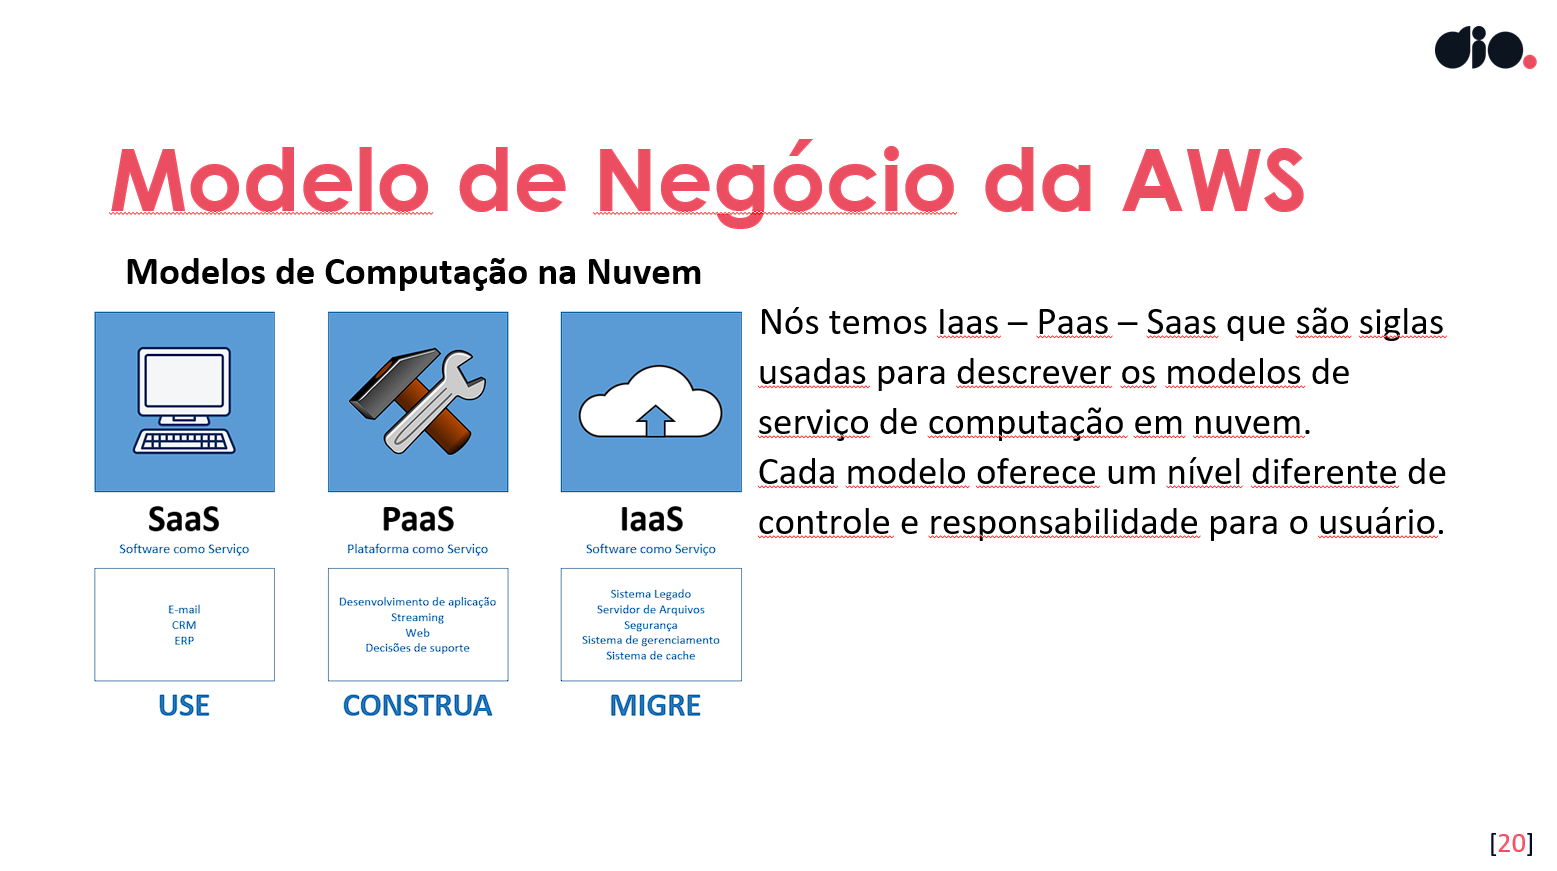 dio.
Modelo de Negócio da AWS
Modelos de Computação na Nuvem
SaaS
Software como Serviço
E-mail
CRM
ERP
USE
PaaS
Plataforma como Serviço
Desenvolvimento de aplicação
Streaming
Web
Decisões de suporte
CONSTRUA
IaaS
Software como Serviço
Sistema Legado
Servidor de Arquivos
Segurança
Sistema de gerenciamento
Sistema de cache
MIGRE
Nós temos Iaas – Paas – Saas que são siglas
usadas para descrever os modelos de
serviço de computação em nuvem.
Cada modelo oferece um nível diferente de
controle e responsabilidade para o usuário.
[20]